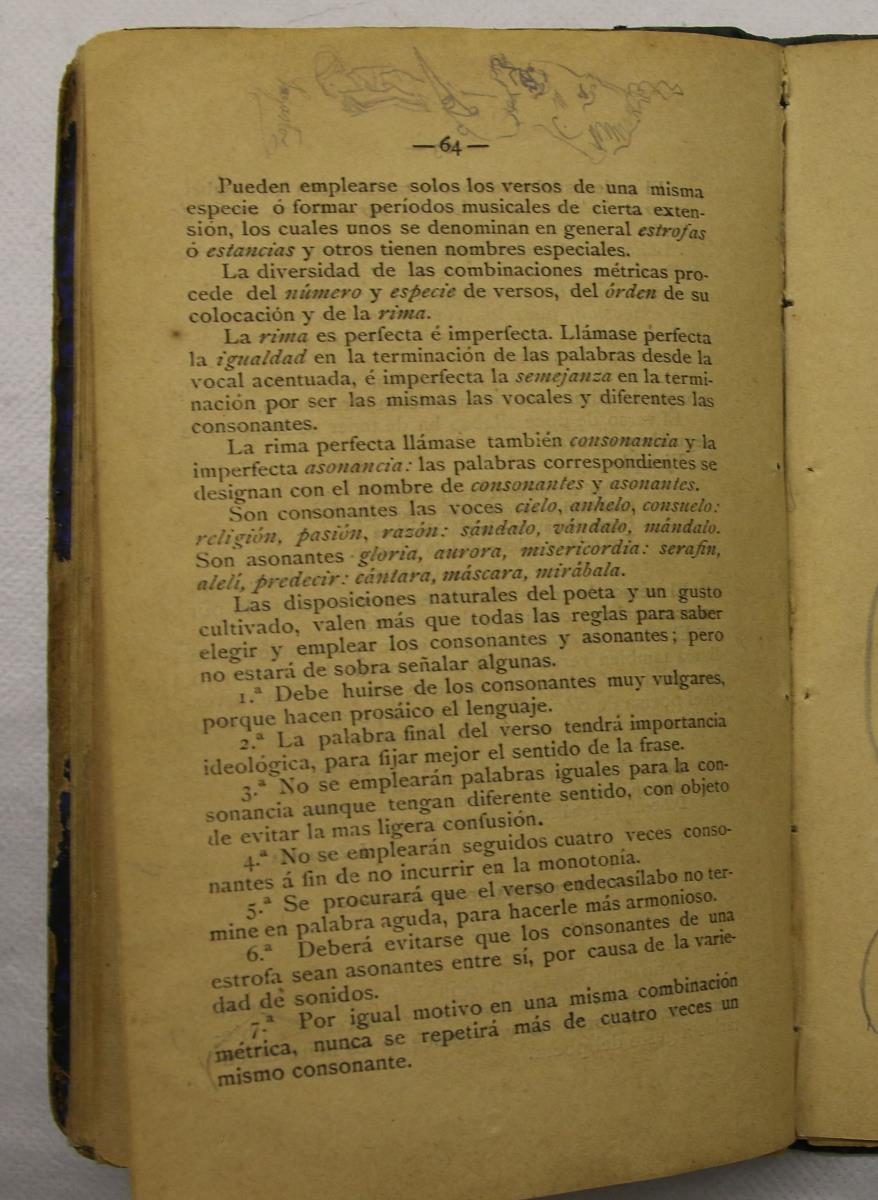 —64—
Pueden emplearse solos los versos de una misma
especie ó formar períodos musicales de cierta exten-
sión, los cuales unos se denominan en general estrofas
ó estancias y otros tienen nombres especiales.
La diversidad de las combinaciones métricas pro-
cede del número y especie de versos, del órden de su
colocación y de la rima.
La rima es perfecta é imperfecta. Llámase perfecta
la igualdad en la terminación de las palabras desde la
vocal acentuada, é imperfecta la semejanza en la termi-
nación por ser las mismas las vocales y diferentes las
consonantes.
La rima perfecta llámase también consonancia y la
imperfecta asonancia: las palabras correspondientes se
designan con el nombre de consonantes y asonantes.
Son consonantes las voces cielo, anhelo, consuelo:
religión, pasión, razón: sándalo, vándalo, mándalo.
Son asonantes gloria, aurora, misericordia: serafin,
alelí, predecir: cántara, máscara, mirábala.
Las disposiciones naturales del poeta y un gusto
cultivado, valen más que todas las reglas para saber
elegir y emplear los consonantes y asonantes; pero
no estará de sobra señalar algunas.
1.ª Debe huirse de los consonantes muy vulgares,
porque hacen prosáico el lenguaje.
2.ª La palabra final del verso tendrá importancia
ideológica, para fijar mejor el sentido de la frase.
3.ª No se emplearán palabras iguales para la con-
sonancia aunque tengan diferente sentido, con objeto
de evitar la mas ligera confusión.
4.ª No se emplearán seguidos cuatro veces conso-
nantes á fin de no incurrir en la monotonía.
5.ª Se procurará que el verso endecasílabo no ter-
mine en palabra aguda, para hacerle más armonioso.
6.ª Deberá evitarse que los consonantes de una
estrofa sean asonantes entre sí, por causa de la varie-
dad de sonidos.
7.ª Por igual motivo en una misma combinación
métrica, nunca se repetirá más de cuatro veces un
mismo consonante.